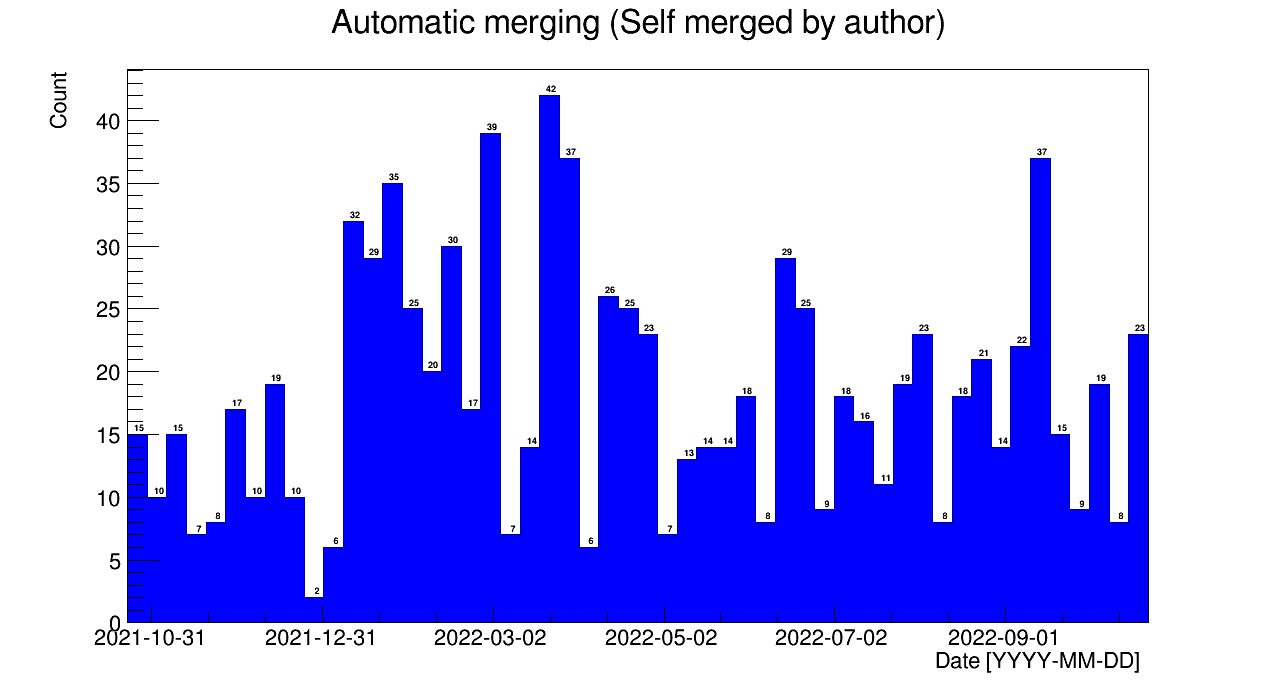 Automatic merging (Self merged by author)
Count
40
35
30
25
20
15
10
5
0
15 10 15 7 8 17 10 19 10 2 6 32 29 35 25 20 30 17 39 7 14 42 37 6 26 25 23 7 13 14 14 18 8 29 25 9 18 16 11 19 23 8 18 21 14 22 37 15 9 19 8 23
2021-10-31 2021-12-31 2022-03-02 2022-05-02 2022-07-02 2022-09-01
Date [YYYY-MM-DD]